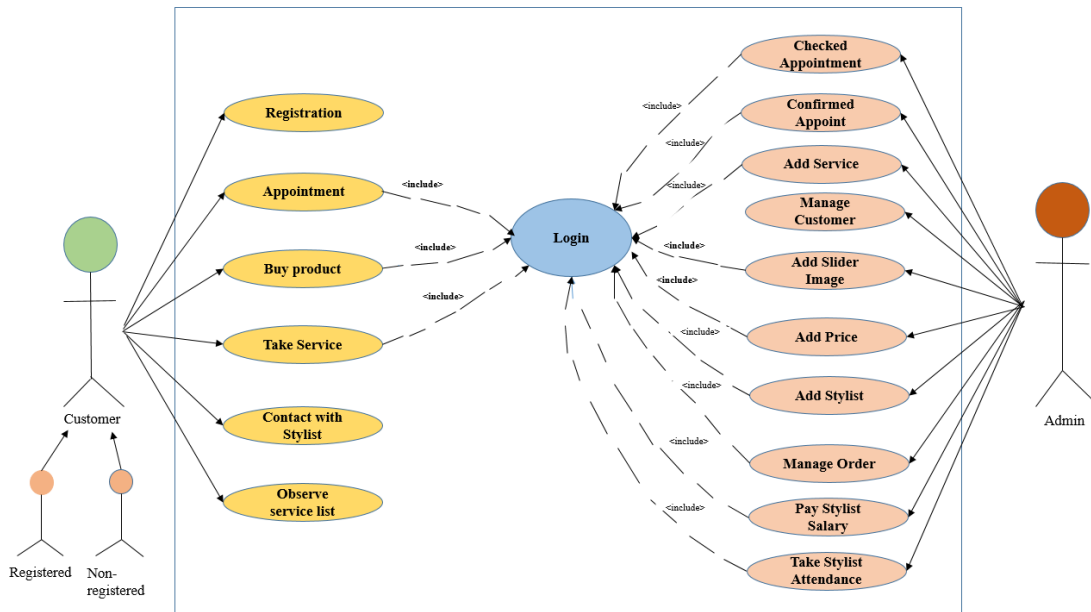 Registration
Appointment
Buy product
Take Service
Contact with
Stylist
Observe
service list
Customer
Registered
Non-
registered
<include>
<include>
<include>
Login
<include>
<include>
<include>
<include>
<include>
<include>
<include>
<include>
<include>
Checked
Appointment
Confirmed
Appoint
Add Service
Manage
Customer
Add Slider
Image
Add Price
Add Stylist
Manage Order
Pay Stylist
Salary
Take Stylist
Attendance
Admin